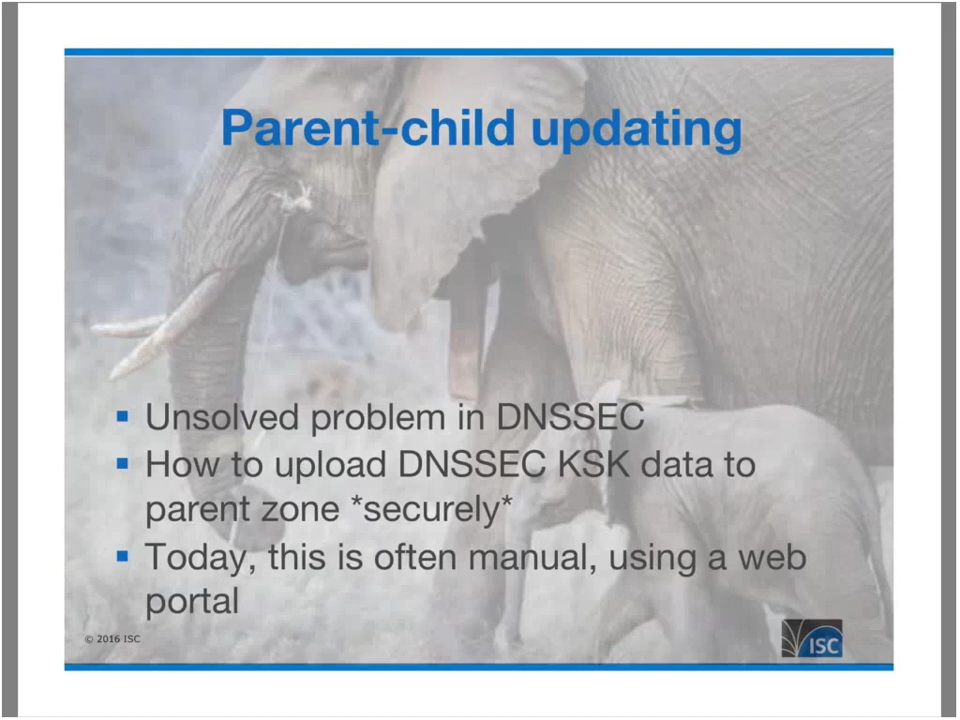 Parent-child updating
▪ Unsolved problem in DNSSEC
▪ How to upload DNSSEC KSK data to
parent zone *securely*
▪ Today, this is often manual, using a web
portal
© 2016 ISC
ISC